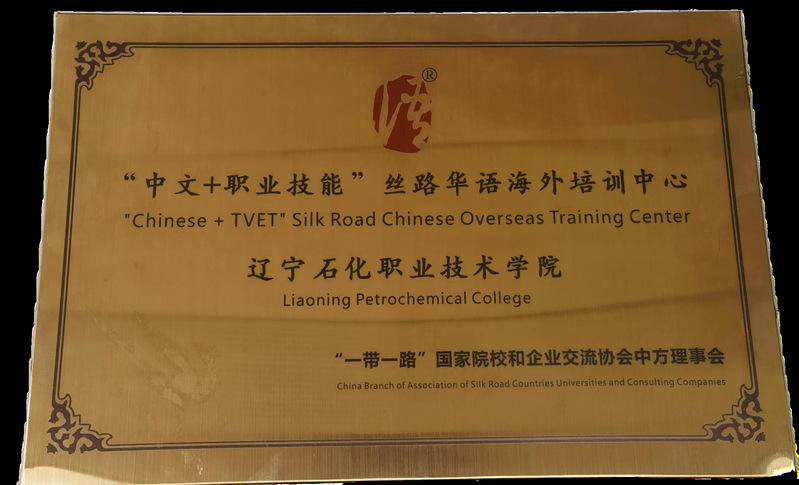 ®
“中文+职业技能”丝路华语海外培训中心
"Chinese + TVET" Silk Road Chinese Overseas Training Center
辽宁石化职业技术学院
Liaoning Petrochemical College
“一带一路”国家院校和企业交流协会中方理事会
China Branch of Association of Silk Road Countries Universities and Consulting Companies